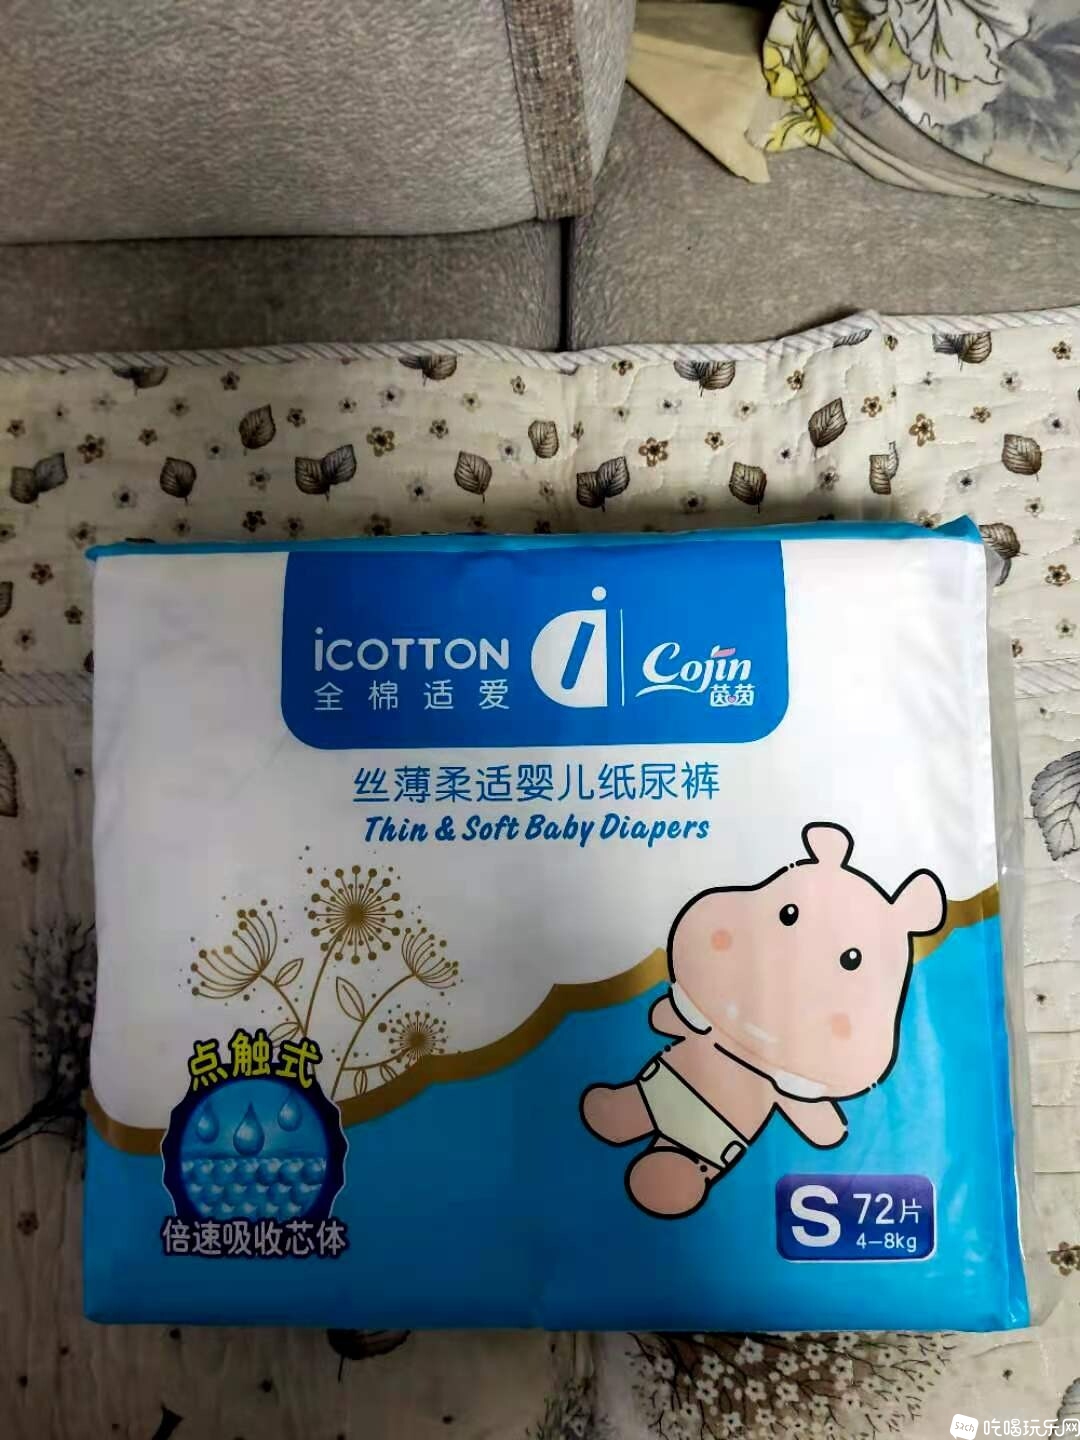 iCOTTON
全棉适爱
Cojin
茵茵
丝薄柔适婴儿纸尿裤
Thin & Soft Baby Diapers
点触式
倍速吸收芯体
S 72片
4-8kg
吃喝玩乐网